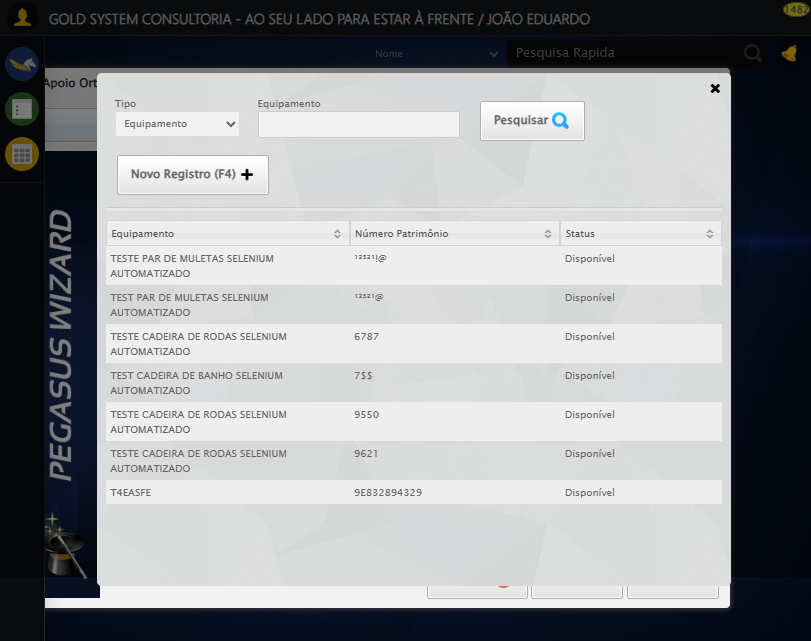 GOLD SYSTEM CONSULTORIA - AO SEU LADO PARA ESTAR À FRENTE / JOÃO EDUARDO
1482
Nome
Pesquisa Rapida
Apoio Ort
Tipo
Equipamento
Equipamento
Pesquisar
Novo Registro (F4)
Equipamento Número Patrimônio Status
TESTE PAR DE MULETAS SELENIUM ¹²³²¹!@ Disponível
AUTOMATIZADO
TEST PAR DE MULETAS SELENIUM ¹²³²¹@ Disponível
AUTOMATIZADO
TESTE CADEIRA DE RODAS SELENIUM 6787 Disponível
AUTOMATIZADO
TEST CADEIRA DE BANHO SELENIUM 7$$ Disponível
AUTOMATIZADO
TESTE CADEIRA DE RODAS SELENIUM 9550 Disponível
AUTOMATIZADO
TESTE CADEIRA DE RODAS SELENIUM 9621 Disponível
AUTOMATIZADO
T4EASFE 9E832894329 Disponível
PEGASUS WIZARD